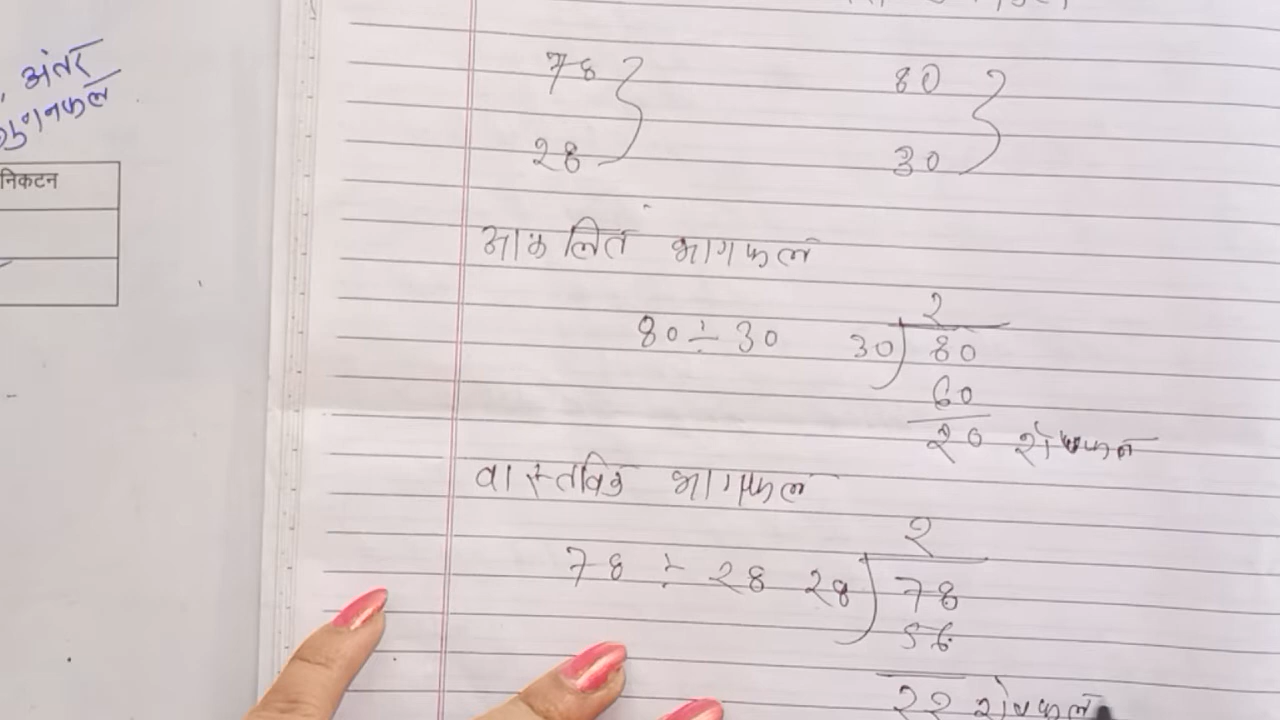 अंतर
गुणनफल
निकटन
78 80
28 30
आकलित भागफल
2
80 ÷ 30 30 80
60
20 शेषफल
वास्तविक भागफल
2
78 ÷ 28 28 78
56
22 शेषफल